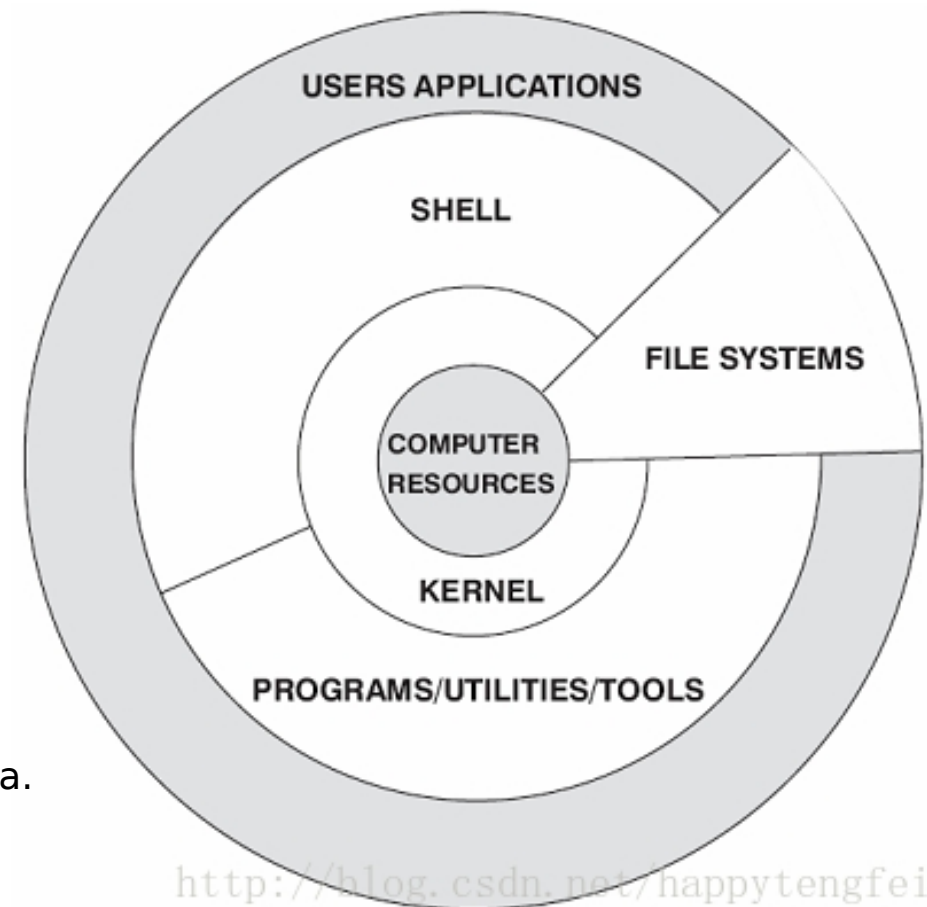 USERS APPLICATIONS
SHELL
FILE SYSTEMS
COMPUTER
RESOURCES
KERNEL
PROGRAMS/UTILITIES/TOOLS
a.
http://blog.csdn.net/happytengfei